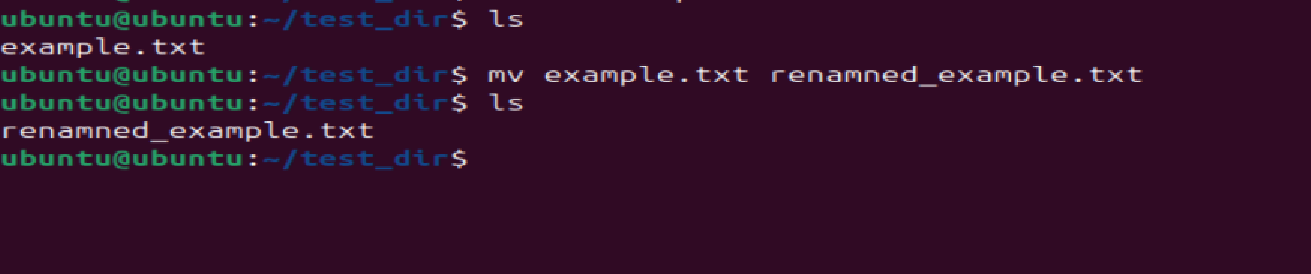 ubuntu@ubuntu:~/test_dir$ ls
example.txt
ubuntu@ubuntu:~/test_dir$ mv example.txt renamned_example.txt
ubuntu@ubuntu:~/test_dir$ ls
renamned_example.txt
ubuntu@ubuntu:~/test_dir$